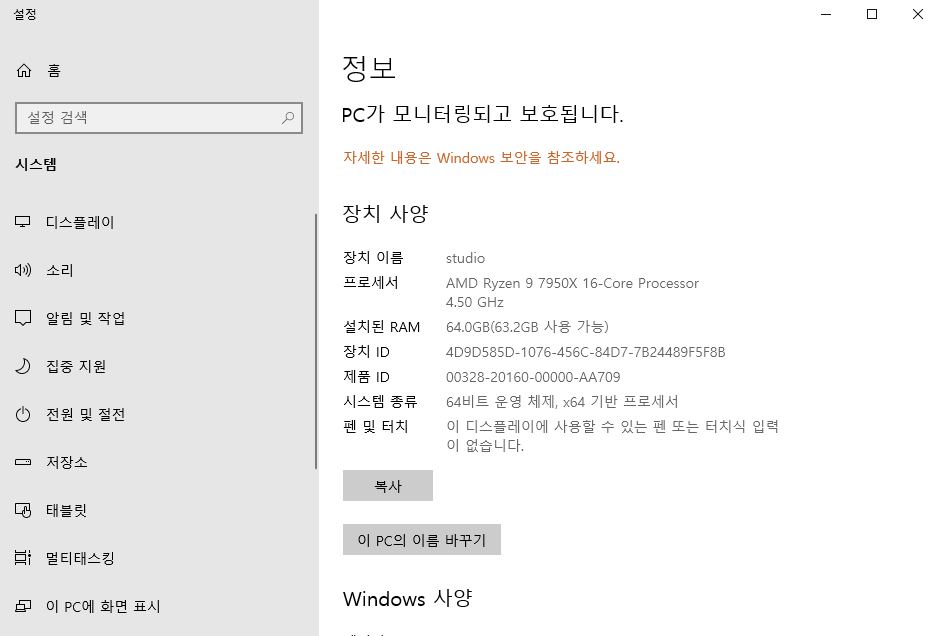 설정
홈
설정 검색
시스템
디스플레이
소리
알림 및 작업
집중 지원
전원 및 절전
저장소
태블릿
멀티태스킹
이 PC에 화면 표시
정보
PC가 모니터링되고 보호됩니다.
자세한 내용은 Windows 보안을 참조하세요.
장치 사양
장치 이름 studio
프로세서 AMD Ryzen 9 7950X 16-Core Processor
4.50 GHz
설치된 RAM 64.0GB(63.2GB 사용 가능)
장치 ID 4D9D585D-1076-456C-84D7-7B24489F5F8B
제품 ID 00328-20160-00000-AA709
시스템 종류 64비트 운영 체제, x64 기반 프로세서
펜 및 터치 이 디스플레이에 사용할 수 있는 펜 또는 터치식 입력
이 없습니다.
복사
이 PC의 이름 바꾸기
Windows 사양